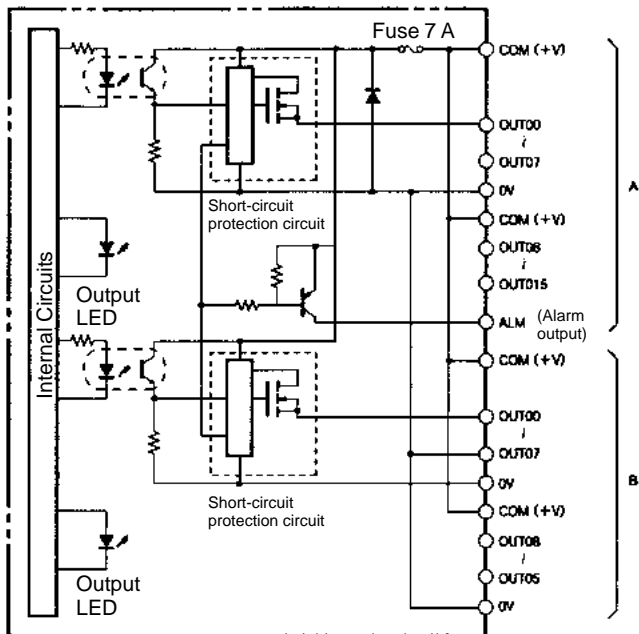 Fuse 7 A
COM (+V)
OUT00
OUT07
0V
A
Short-circuit
protection circuit
COM (+V)
OUT08
OUT015
Internal Circuits
Output
LED
ALM
(Alarm
output)
COM (+V)
OUT00
OUT07
0V
B
Short-circuit
protection circuit
COM (+V)
OUT08
OUT05
Output
LED
0V